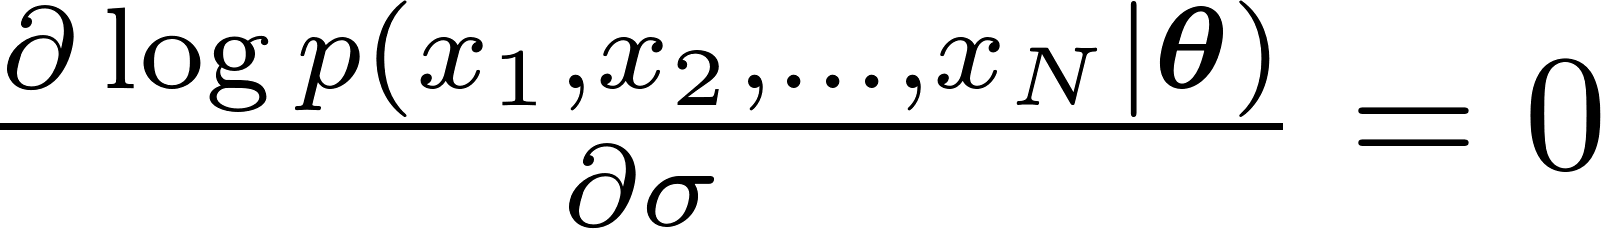 ∂ log p(x₁,x₂,...,x_N|θ)
∂σ
= 0